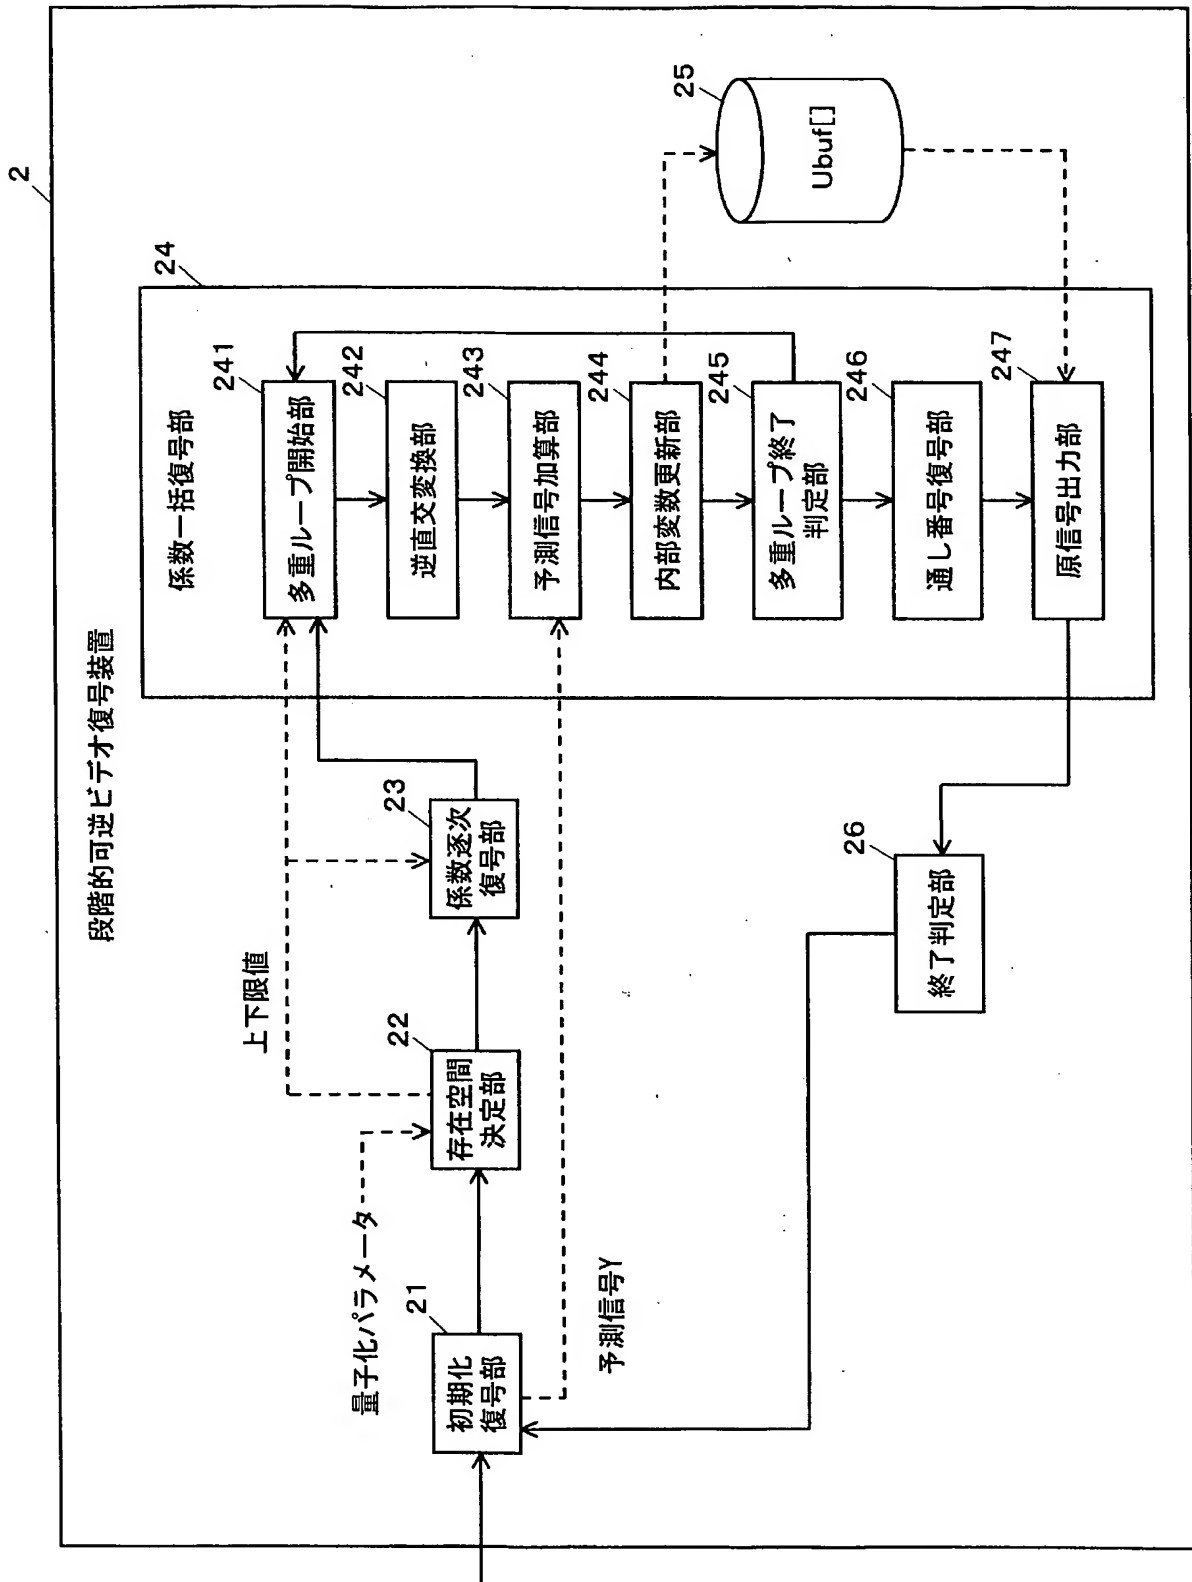 2
段階的可逆ビデオ復号装置
24
係数一括復号部
241
多重ループ開始部
242
逆直交変換部
243
予測信号加算部
244
内部変数更新部
245
多重ループ終了
判定部
246
通し番号復号部
247
原信号出力部
25
Ubuf[]
上下限値
量子化パラメータ
21
初期化
復号部
22
存在空間
決定部
23
係数逐次
復号部
予測信号Y
26
終了判定部